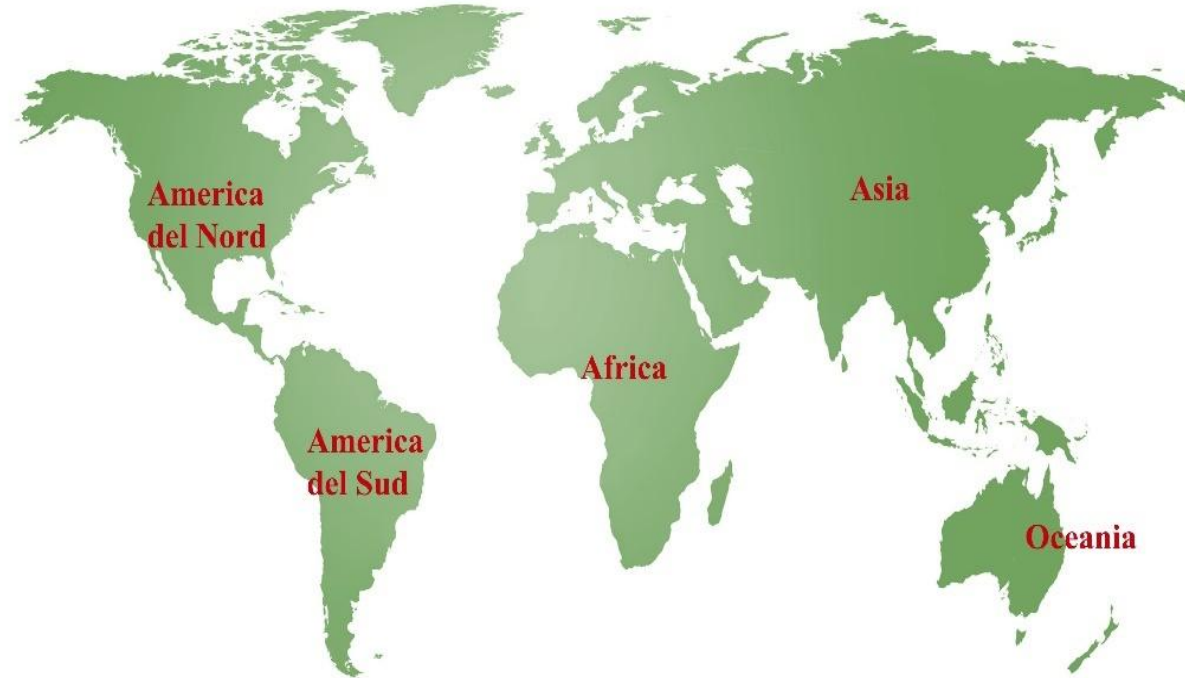 America
del Nord
Asia
Africa
America
del Sud
Oceania